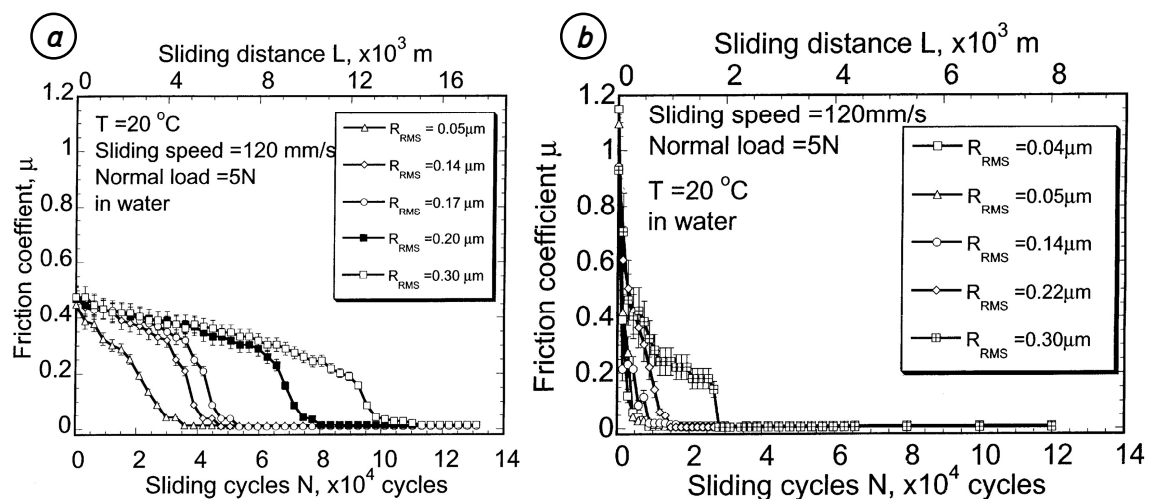 a
Sliding distance L, x10³ m
0 4 8 12 16
1.2
1
0.8
0.6
0.4
0.2
0
Friction coeffient, μ
T =20 °C
Sliding speed =120 mm/s
Normal load =5N
in water
R_RMS = 0.05μm
R_RMS =0.14 μm
R_RMS =0.17 μm
R_RMS =0.20 μm
R_RMS =0.30 μm
0 2 4 6 8 10 12 14
Sliding cycles N, x10⁴ cycles
b
Sliding distance L, x10³ m
0 2 4 6 8
1.2
1
0.8
0.6
0.4
0.2
0
Friction coefficient μ
Sliding speed =120mm/s
Normal load =5N
T =20 °C
in water
R_RMS =0.04μm
R_RMS =0.05μm
R_RMS =0.14μm
R_RMS =0.22μm
R_RMS =0.30μm
0 2 4 6 8 10 12 14
Sliding cycles N, x10⁴ cycles